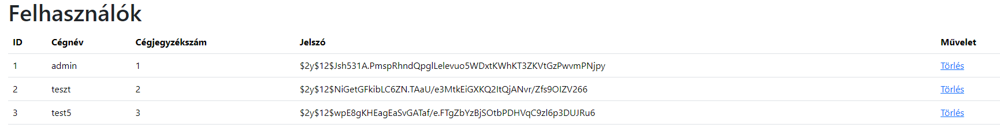 Felhasználók
ID Cégnév Cégjegyzékszám Jelszó Művelet
1 admin 1 $2y$12$Jsh531A.PmspRhndQpglLelevuo5WDxtKWhKT3ZKVtGzPwvmPNjpy Törlés
2 teszt 2 $2y$12$NiGetGFkibLC6ZN.TAaU/e3MtkEiGXKQ2ItQjANvr/Zfs9OIZV266 Törlés
3 test5 3 $2y$12$wpE8gKHEagEaSvGATaf/e.FTgZbYzBjSOtbPDHVqC9zl6p3DUJRu6 Törlés